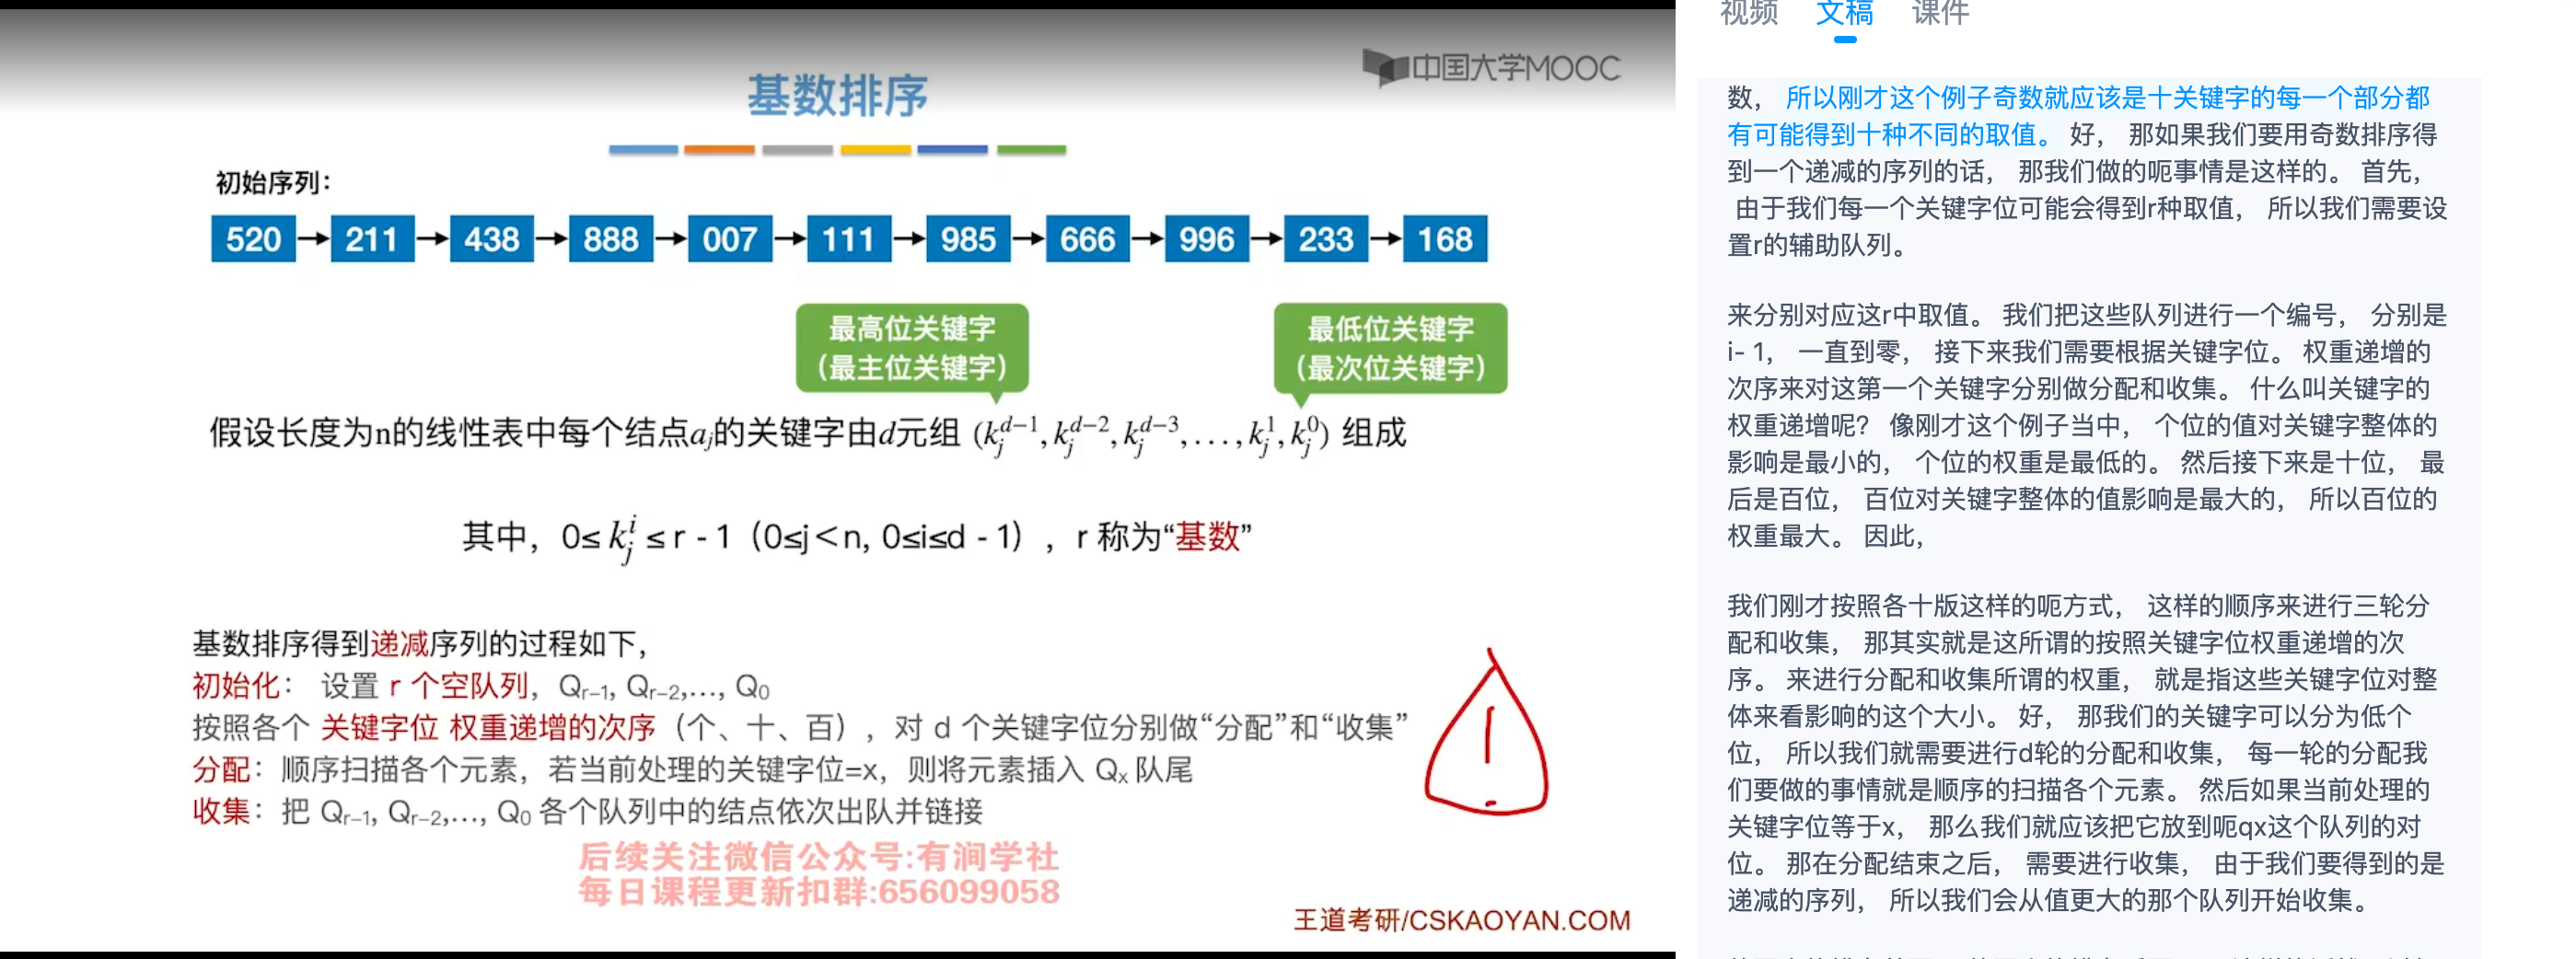 中国大学MOOC
基数排序
初始序列：
520 → 211 → 438 → 888 → 007 → 111 → 985 → 666 → 996 → 233 → 168
最高位关键字
（最主位关键字）
最低位关键字
（最次位关键字）
假设长度为n的线性表中每个结点aⱼ的关键字由d元组 (kⱼᵈ⁻¹, kⱼᵈ⁻², kⱼᵈ⁻³, . . . , kⱼ¹, kⱼ⁰) 组成
其中，0≤ kⱼⁱ ≤ r - 1（0≤j＜n, 0≤i≤d - 1），r 称为“基数”
基数排序得到递减序列的过程如下，
初始化： 设置 r 个空队列，Qᵣ₋₁, Qᵣ₋₂,…, Q₀
按照各个 关键字位 权重递增的次序（个、十、百），对 d 个关键字位分别做“分配”和“收集”
分配：顺序扫描各个元素，若当前处理的关键字位=x，则将元素插入 Qₓ 队尾
收集：把 Qᵣ₋₁, Qᵣ₋₂,…, Q₀ 各个队列中的结点依次出队并链接
后续关注微信公众号:有涧学社
每日课程更新扣群:656099058
王道考研/CSKAOYAN.COM
视频 文稿 课件
数， 所以刚才这个例子奇数就应该是十关键字的每一个部分都
有可能得到十种不同的取值。 好， 那如果我们要用奇数排序得
到一个递减的序列的话， 那我们做的呃事情是这样的。 首先，
由于我们每一个关键字位可能会得到r种取值， 所以我们需要设
置r的辅助队列。
来分别对应这r中取值。 我们把这些队列进行一个编号， 分别是
i- 1， 一直到零， 接下来我们需要根据关键字位。 权重递增的
次序来对这第一个关键字分别做分配和收集。 什么叫关键字的
权重递增呢？ 像刚才这个例子当中， 个位的值对关键字整体的
影响是最小的， 个位的权重是最低的。 然后接下来是十位， 最
后是百位， 百位对关键字整体的值影响是最大的， 所以百位的
权重最大。 因此，
我们刚才按照各十版这样的呃方式， 这样的顺序来进行三轮分
配和收集， 那其实就是这所谓的按照关键字位权重递增的次
序。 来进行分配和收集所谓的权重， 就是指这些关键字位对整
体来看影响的这个大小。 好， 那我们的关键字可以分为低个
位， 所以我们就需要进行d轮的分配和收集， 每一轮的分配我
们要做的事情就是顺序的扫描各个元素。 然后如果当前处理的
关键字位等于x， 那么我们就应该把它放到呃qx这个队列的对
位。 那在分配结束之后， 需要进行收集， 由于我们要得到的是
递减的序列， 所以我们会从值更大的那个队列开始收集。